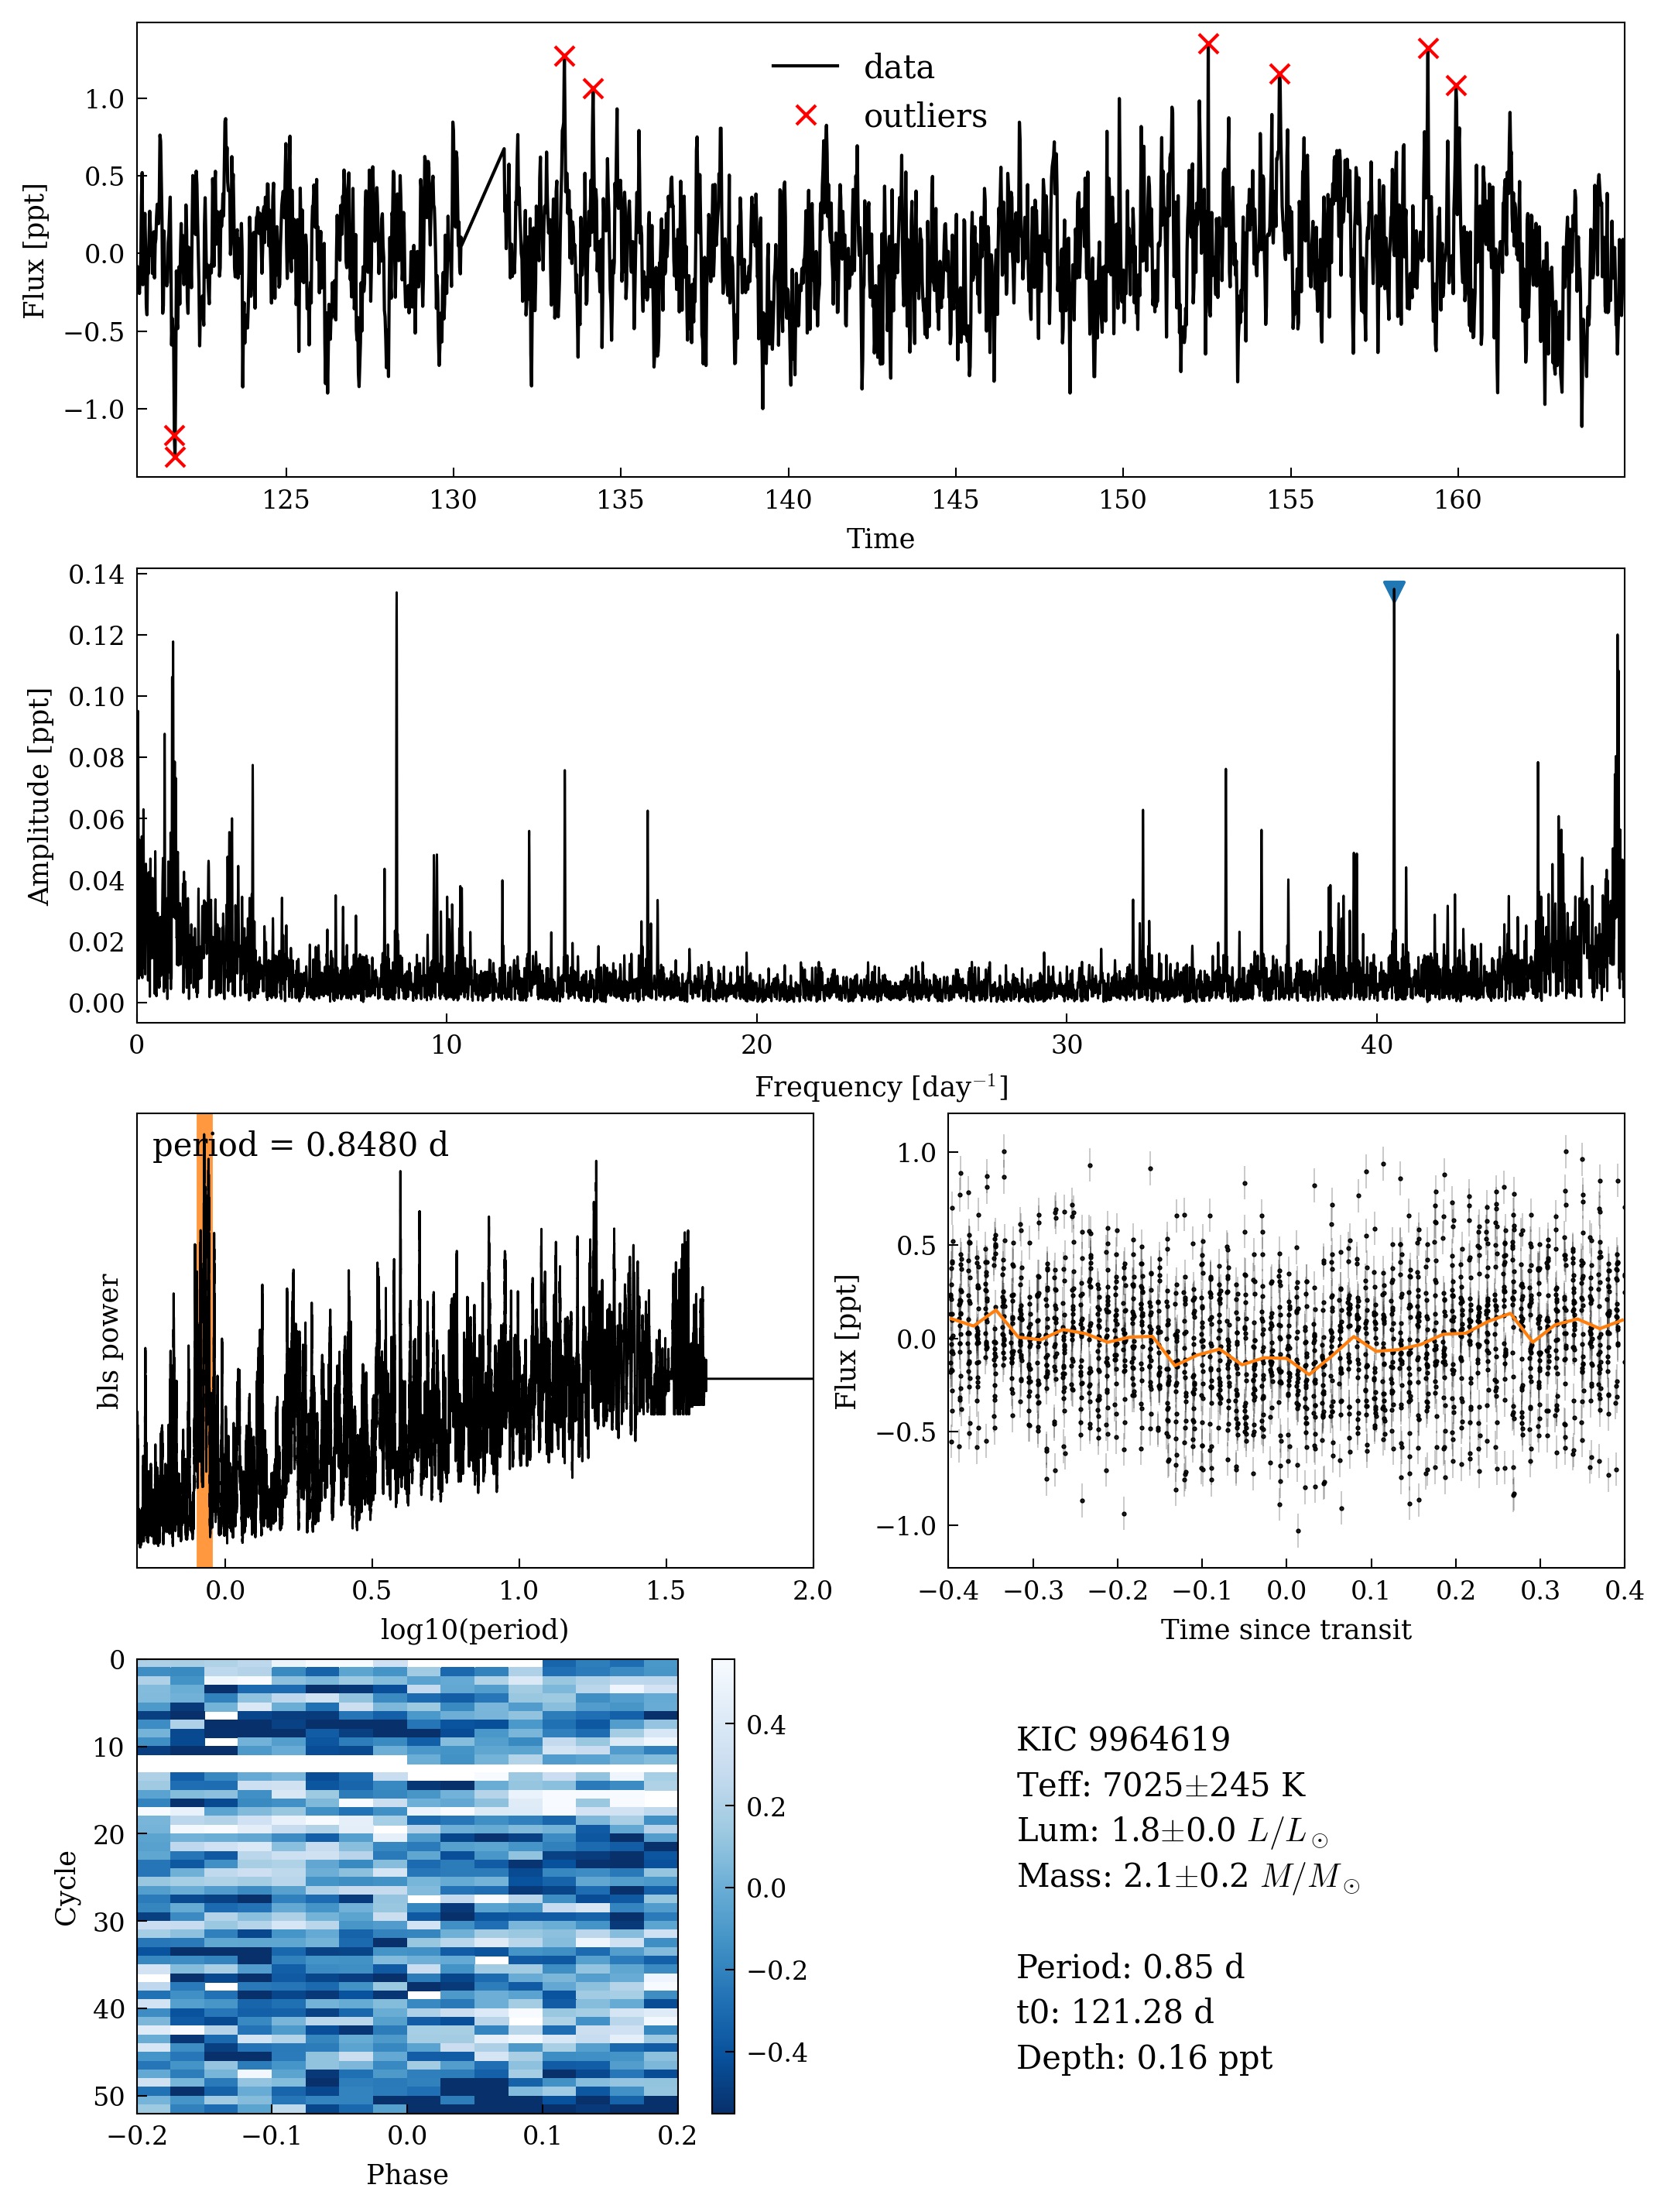 data
outliers
1.0
0.5
0.0
−0.5
−1.0
Flux [ppt]
125 130 135 140 145 150 155 160
Time
0.14
0.12
0.10
0.08
0.06
0.04
0.02
0.00
Amplitude [ppt]
0 10 20 30 40
Frequency [day⁻¹]
period = 0.8480 d
bls power
0.0 0.5 1.0 1.5 2.0
log10(period)
1.0
0.5
0.0
−0.5
−1.0
Flux [ppt]
−0.4 −0.3 −0.2 −0.1 0.0 0.1 0.2 0.3 0.4
Time since transit
0
10
20
30
40
50
Cycle
−0.2 −0.1 0.0 0.1 0.2
Phase
0.4
0.2
0.0
−0.2
−0.4
KIC 9964619
Teff: 7025±245 K
Lum: 1.8±0.0 L/L⊙
Mass: 2.1±0.2 M/M⊙
Period: 0.85 d
t0: 121.28 d
Depth: 0.16 ppt